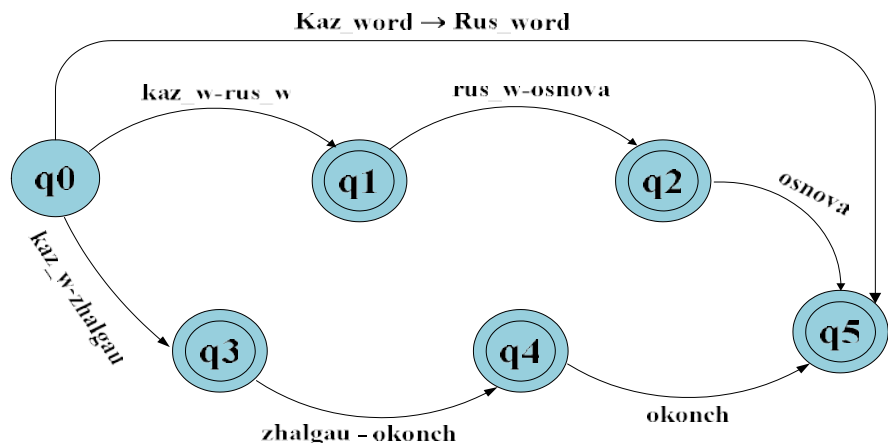 Kaz_word → Rus_word
kaz_w-rus_w
rus_w-osnova
q0
q1
q2
osnova
kaz_w-zhalgau
q3
q4
q5
zhalgau - okonch
okonch